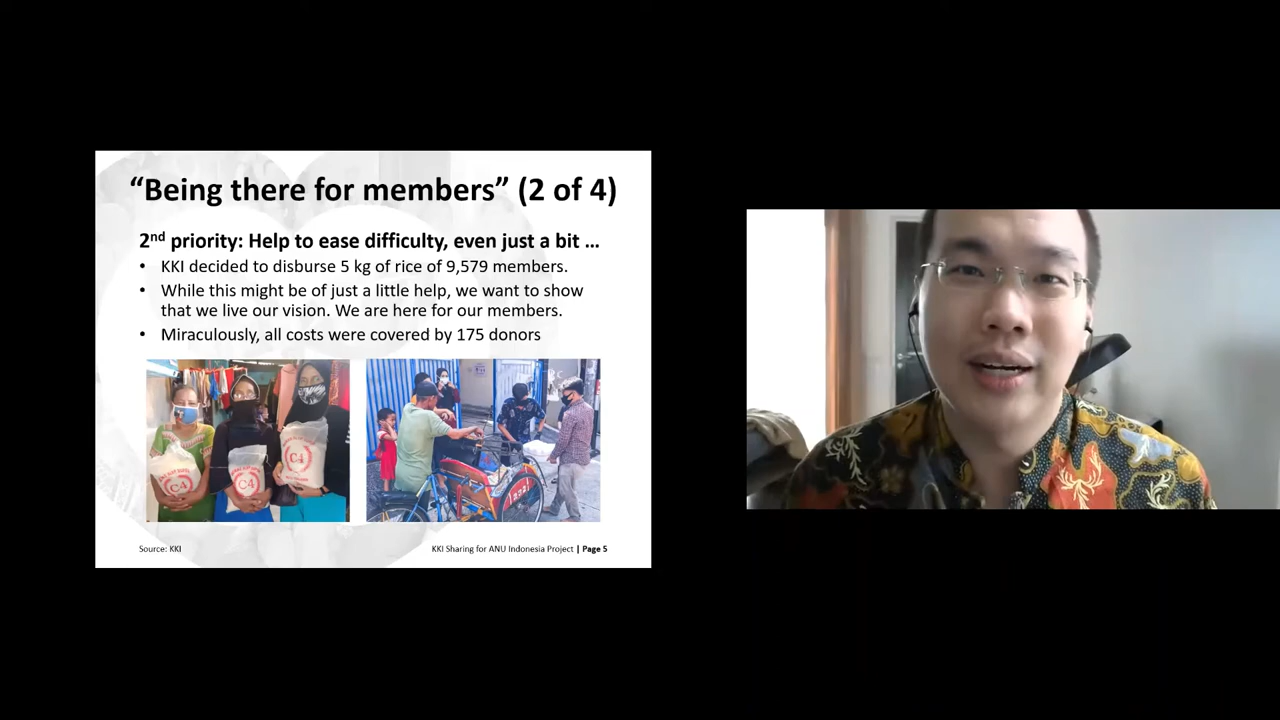 “Being there for members” (2 of 4)
2nd priority: Help to ease difficulty, even just a bit …
• KKI decided to disburse 5 kg of rice of 9,579 members.
• While this might be of just a little help, we want to show
that we live our vision. We are here for our members.
• Miraculously, all costs were covered by 175 donors
C4
C4
C4
Source: KKI
KKI Sharing for ANU Indonesia Project | Page 5